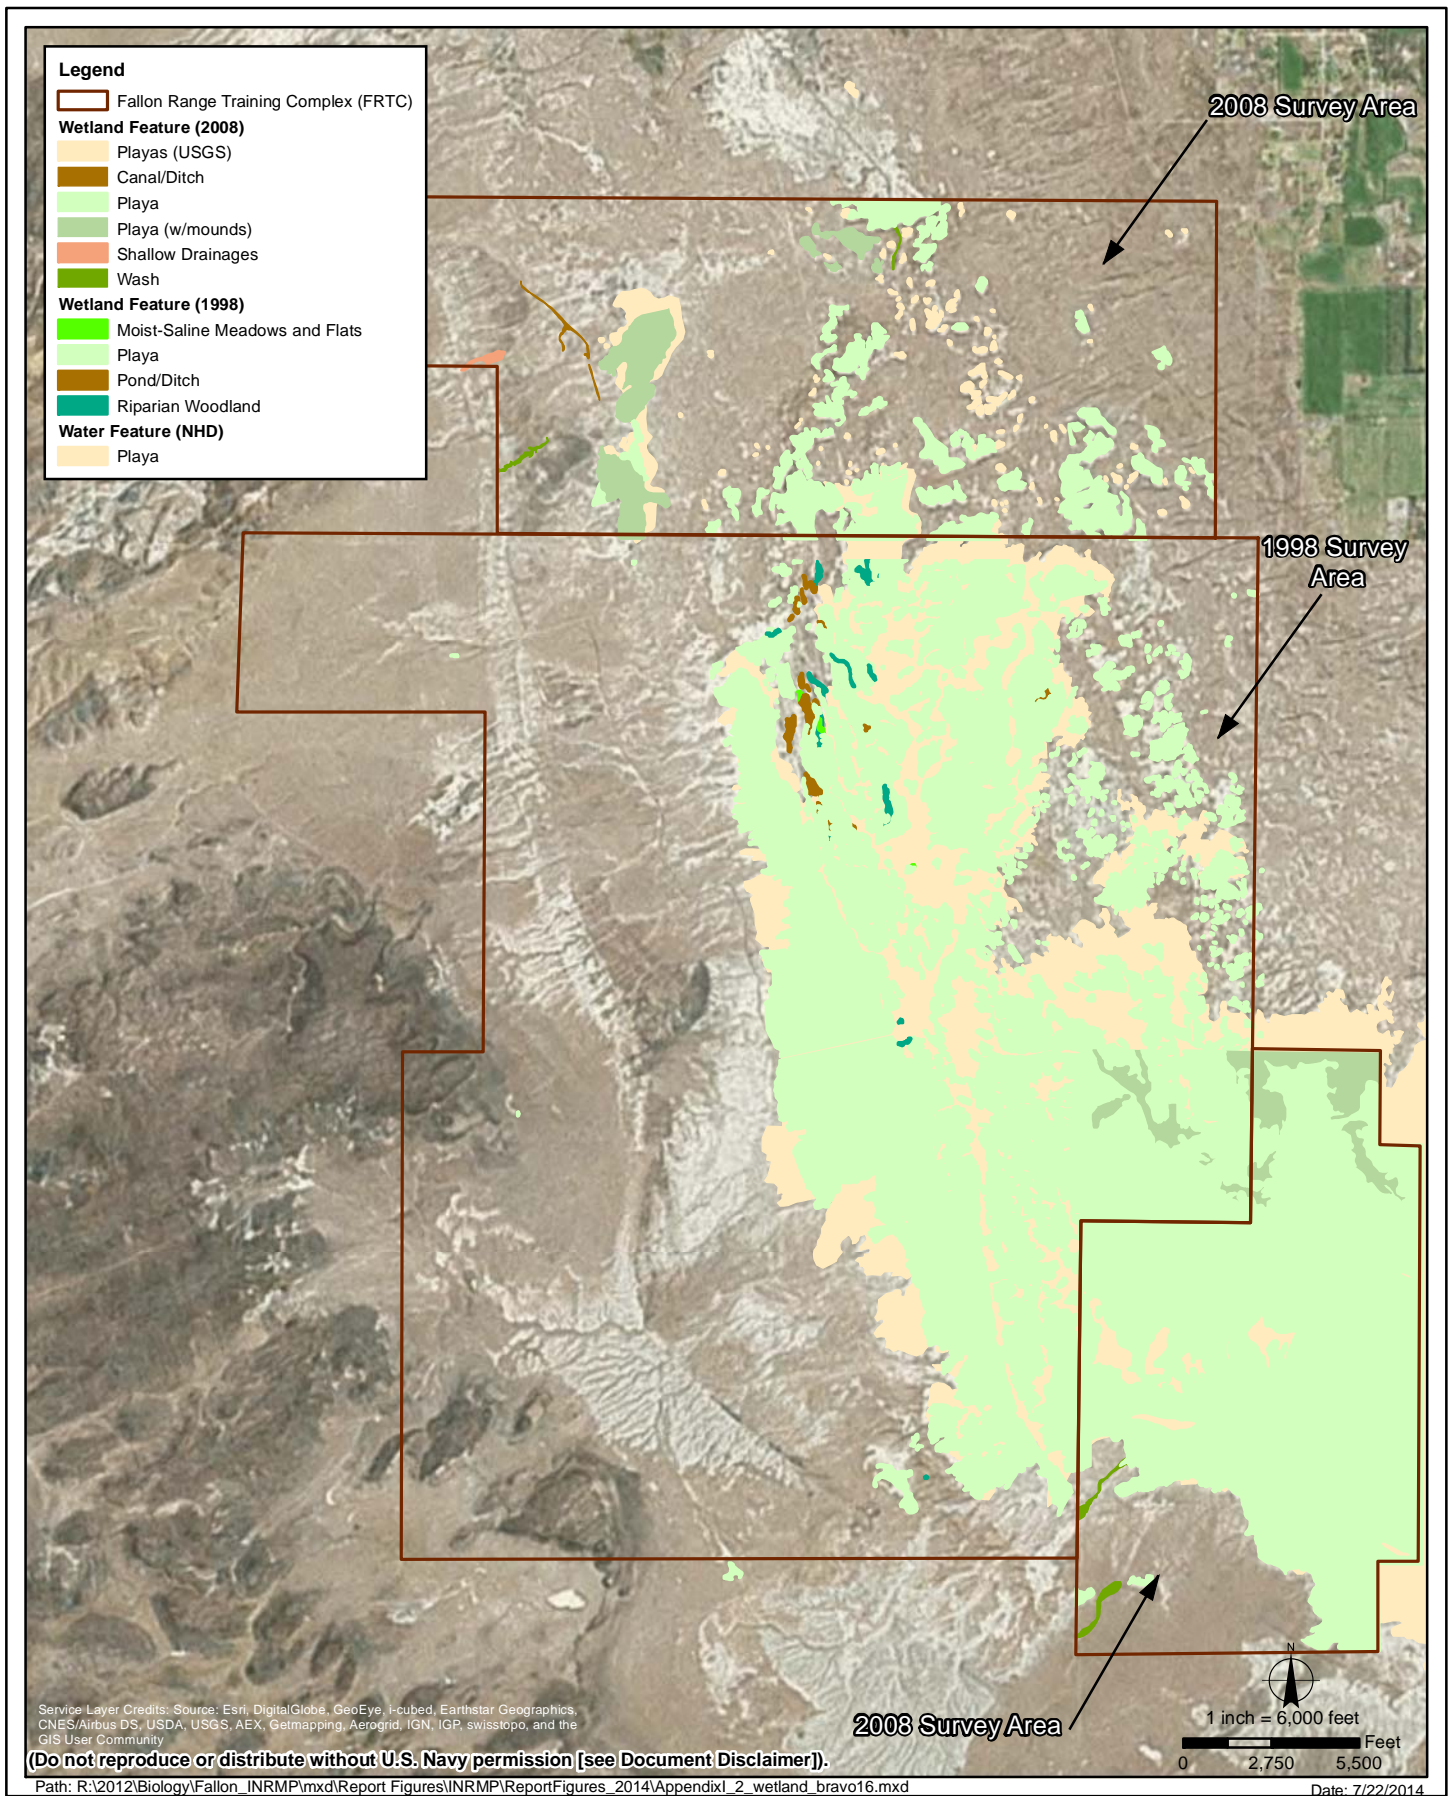 Legend
Fallon Range Training Complex (FRTC)
Wetland Feature (2008)
Playas (USGS)
Canal/Ditch
Playa
Playa (w/mounds)
Shallow Drainages
Wash
Wetland Feature (1998)
Moist-Saline Meadows and Flats
Playa
Pond/Ditch
Riparian Woodland
Water Feature (NHD)
Playa
2008 Survey Area
1998 Survey
Area
2008 Survey Area
N
1 inch = 6,000 feet
Feet
0 2,750 5,500
Service Layer Credits: Source: Esri, DigitalGlobe, GeoEye, i-cubed, Earthstar Geographics,
CNES/Airbus DS, USDA, USGS, AEX, Getmapping, Aerogrid, IGN, IGP, swisstopo, and the
GIS User Community
(Do not reproduce or distribute without U.S. Navy permission [see Document Disclaimer]).
Path: R:\2012\Biology\Fallon_INRMP\mxd\Report Figures\INRMP\ReportFigures_2014\AppendixI_2_wetland_bravo16.mxd
Date: 7/22/2014